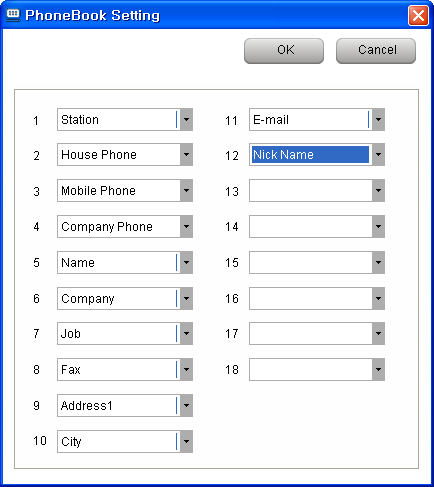 PhoneBook Setting
OK Cancel
1 Station
2 House Phone
3 Mobile Phone
4 Company Phone
5 Name
6 Company
7 Job
8 Fax
9 Address1
10 City
11 E-mail
12 Nick Name
13
14
15
16
17
18